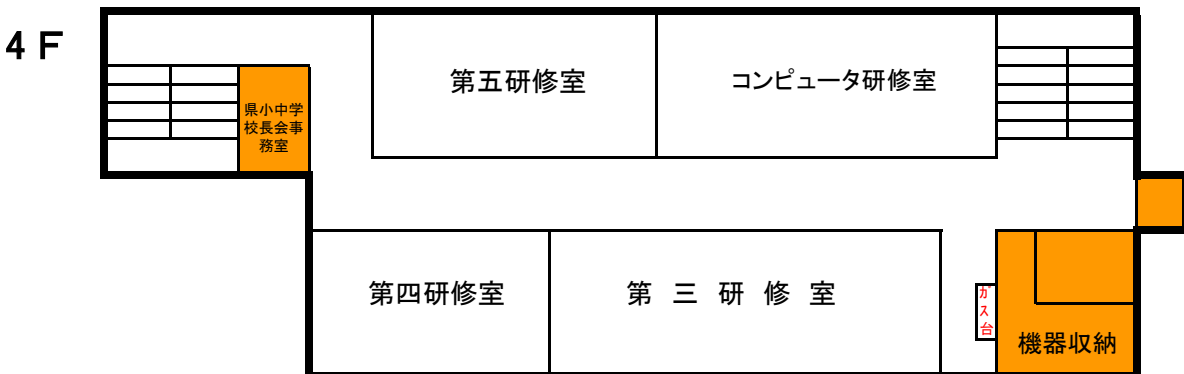 4 F
第五研修室
コンピュータ研修室
県小中学
校長会事
務室
第四研修室
第 三 研 修 室
ガス台
機器収納